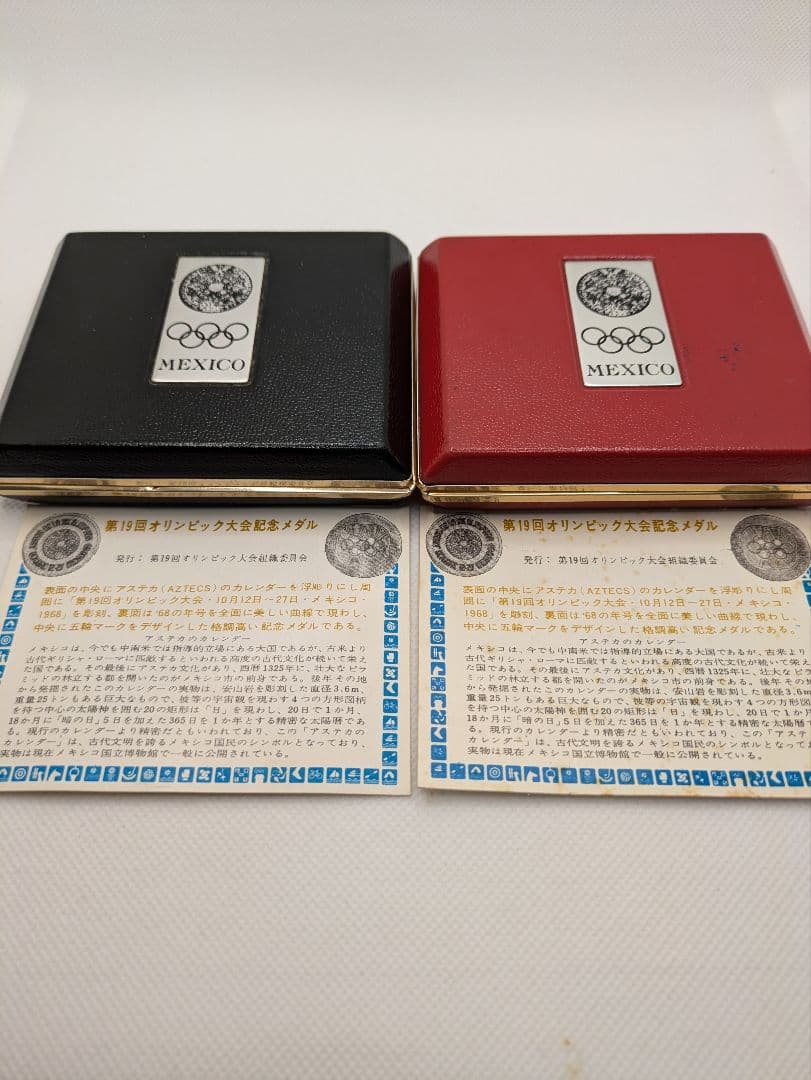 MEXICO
MEXICO
第19回オリンピック大会記念メダル
発行：第19回オリンピック大会組織委員会
表面の中央にアステカ(AZTECS)のカレンダーを浮彫りにし周
囲に「第19回オリンピック大会・10月12日〜27日・メキシコ・
1968」を彫刻、裏面は'68の年号を全面に美しい曲線で現わし、
中央に五輪マークをデザインした格調高い記念メダルである。
アステカのカレンダー
メキシコは、今でも中南米では指導的立場にある大国であるが、古来より
古代ギリシャ・ローマに匹敵するといわれる高度の古代文化が続いて栄え
た国である。その最後にアステカ文化があり、西暦1325年に、壮大なピラ
ミッドの林立する都を開いたのがメキシコ市の前身である。後年その地
から発掘されたこのカレンダーの実物は、安山岩を彫刻した直径3.6m、
重量25トンもある巨大なもので、彼等の宇宙観を現わす4つの方形図柄
を持つ中心の太陽神を囲む20の矩形は「日」を現わし、20日で1か月、
18か月に「暗の日」5日を加えた365日を1か年とする精密な太陽暦であ
る。現行のカレンダーより精密だともいわれており、この「アステカの
カレンダー」は、古代文明を誇るメキシコ国民のシンボルとなっており、
実物は現在メキシコ国立博物館で一般に公開されている。
第19回オリンピック大会記念メダル
発行：第19回オリンピック大会組織委員会
表面の中央にアステカ(AZTECS)のカレンダーを浮彫りにし周
囲に「第19回オリンピック大会・10月12日〜27日・メキシコ・
1968」を彫刻、裏面は'68の年号を全面に美しい曲線で現わし、
中央に五輪マークをデザインした格調高い記念メダルである。
アステカのカレンダー
メキシコは、今でも中南米では指導的立場にある大国であるが、古来より
古代ギリシャ・ローマに匹敵するといわれる高度の古代文化が続いて栄え
た国である。その最後にアステカ文化があり、西暦1325年に、壮大なピラ
ミッドの林立する都を開いたのがメキシコ市の前身である。後年その地
から発掘されたこのカレンダーの実物は、安山岩を彫刻した直径3.6m
重量25トンもある巨大なもので、彼等の宇宙観を現わす4つの方形図
を持つ中心の太陽神を囲む20の矩形は「日」を現わし、20日で1か月
18か月に「暗の日」5日を加えた365日を1か年とする精密な太陽暦で
る。現行のカレンダーより精密だともいわれており、この「アステ
カレンダー」は、古代文明を誇るメキシコ国民のシンボルとなってお
実物は現在メキシコ国立博物館で一般に公開されている。